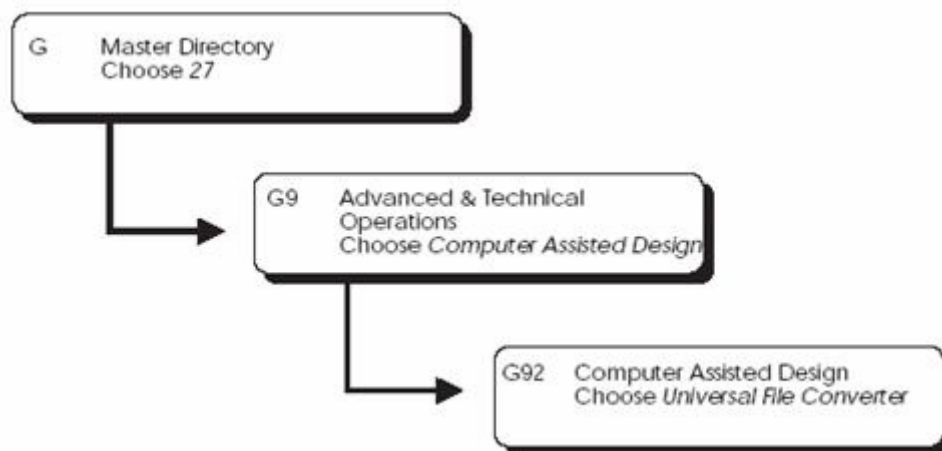 G Master Directory
Choose 27
G9 Advanced & Technical
Operations
Choose Computer Assisted Design
G92 Computer Assisted Design
Choose Universal File Converter